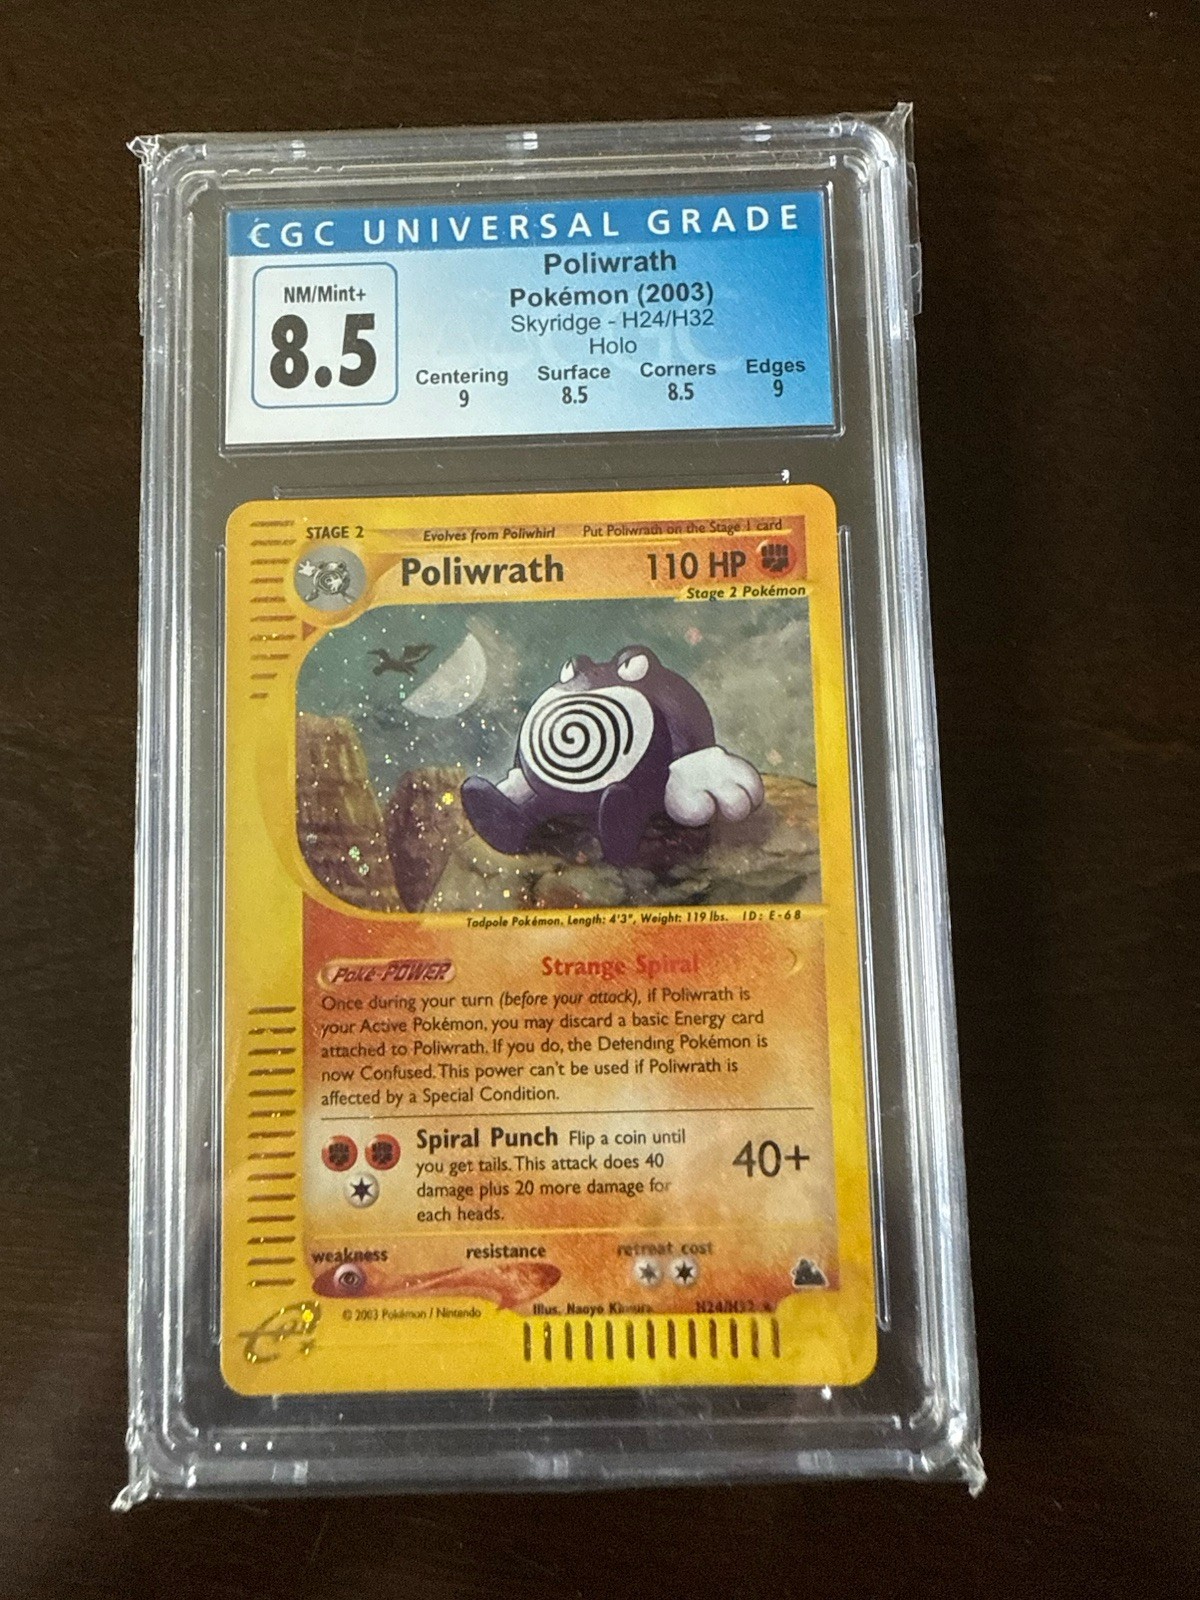 CGC UNIVERSAL GRADE
NM/Mint+
8.5
Poliwrath
Pokémon (2003)
Skyridge - H24/H32
Holo
Centering Surface Corners Edges
9 8.5 8.5 9
STAGE 2 Evolves from Poliwhirl Put Poliwrath on the Stage 1 card
Poliwrath 110 HP
Stage 2 Pokémon
Tadpole Pokémon, Length: 4'3", Weight: 119 lbs. ID: E-68
Poké-POWER Strange Spiral
Once during your turn (before your attack), if Poliwrath is
your Active Pokémon, you may discard a basic Energy card
attached to Poliwrath. If you do, the Defending Pokémon is
now Confused. This power can't be used if Poliwrath is
affected by a Special Condition.
Spiral Punch Flip a coin until
you get tails. This attack does 40
damage plus 20 more damage for
each heads.
40+
weakness resistance retreat cost
© 2003 Pokémon / Nintendo Illus. Naoyo Kimura H24/H32